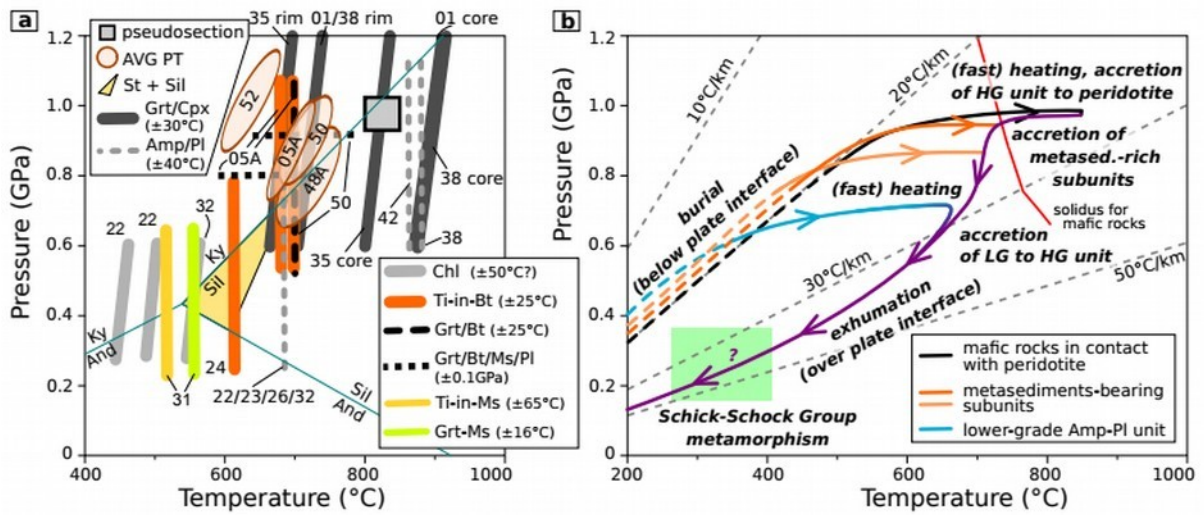 a
35 rim
01/38 rim
01 core
pseudosection
AVG PT
St + Sil
Grt/Cpx
(±30°C)
Amp/Pl
(±40°C)
52
05A
05A
50
48A
50
42
38 core
38
35 core
22
22
32
Ky
Sil
Ky
And
Sil
And
31
24
22/23/26/32
Chl (±50°C?)
Ti-in-Bt (±25°C)
Grt/Bt (±25°C)
Grt/Bt/Ms/Pl
(±0.1GPa)
Ti-in-Ms (±65°C)
Grt-Ms (±16°C)
1.2
1.0
0.8
0.6
0.4
0.2
0
400
600
800
1000
Pressure (GPa)
Temperature (°C)
b
10°C/km
20°C/km
30°C/km
50°C/km
(fast) heating, accretion
of HG unit to peridotite
accretion of
metased.-rich
subunits
solidus for
mafic rocks
burial
(below plate interface)
(fast) heating
accretion
of LG to HG unit
exhumation
(over plate interface)
?
Schick-Schock Group
metamorphism
mafic rocks in contact
with peridotite
metasediments-bearing
subunits
lower-grade Amp-Pl unit
1.2
1.0
0.8
0.6
0.4
0.2
0
200
400
600
800
1000
Pressure (GPa)
Temperature (°C)